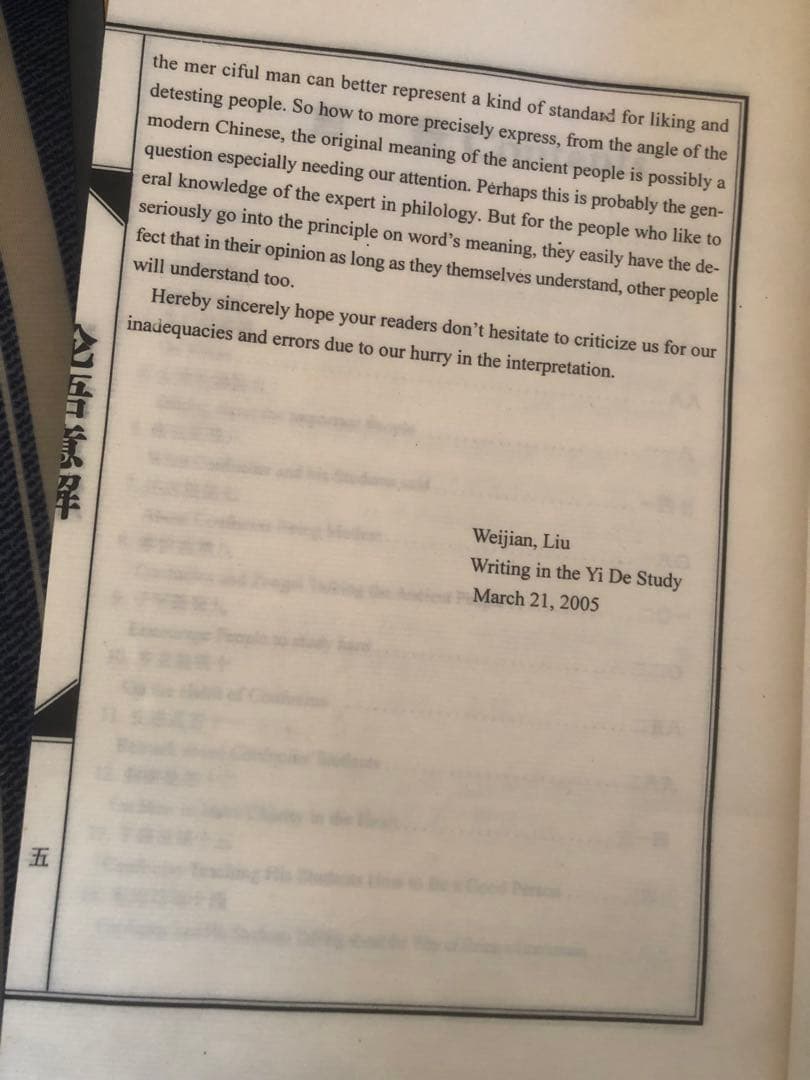 the mer ciful man can better represent a kind of standard for liking and
detesting people. So how to more precisely express, from the angle of the
modern Chinese, the original meaning of the ancient people is possibly a
question especially needing our attention. Perhaps this is probably the gen-
eral knowledge of the expert in philology. But for the people who like to
seriously go into the principle on word's meaning, they easily have the de-
fect that in their opinion as long as they themselves understand, other people
will understand too.
Hereby sincerely hope your readers don't hesitate to criticize us for our
inadequacies and errors due to our hurry in the interpretation.
Weijian, Liu
Writing in the Yi De Study
March 21, 2005
论语意解
五